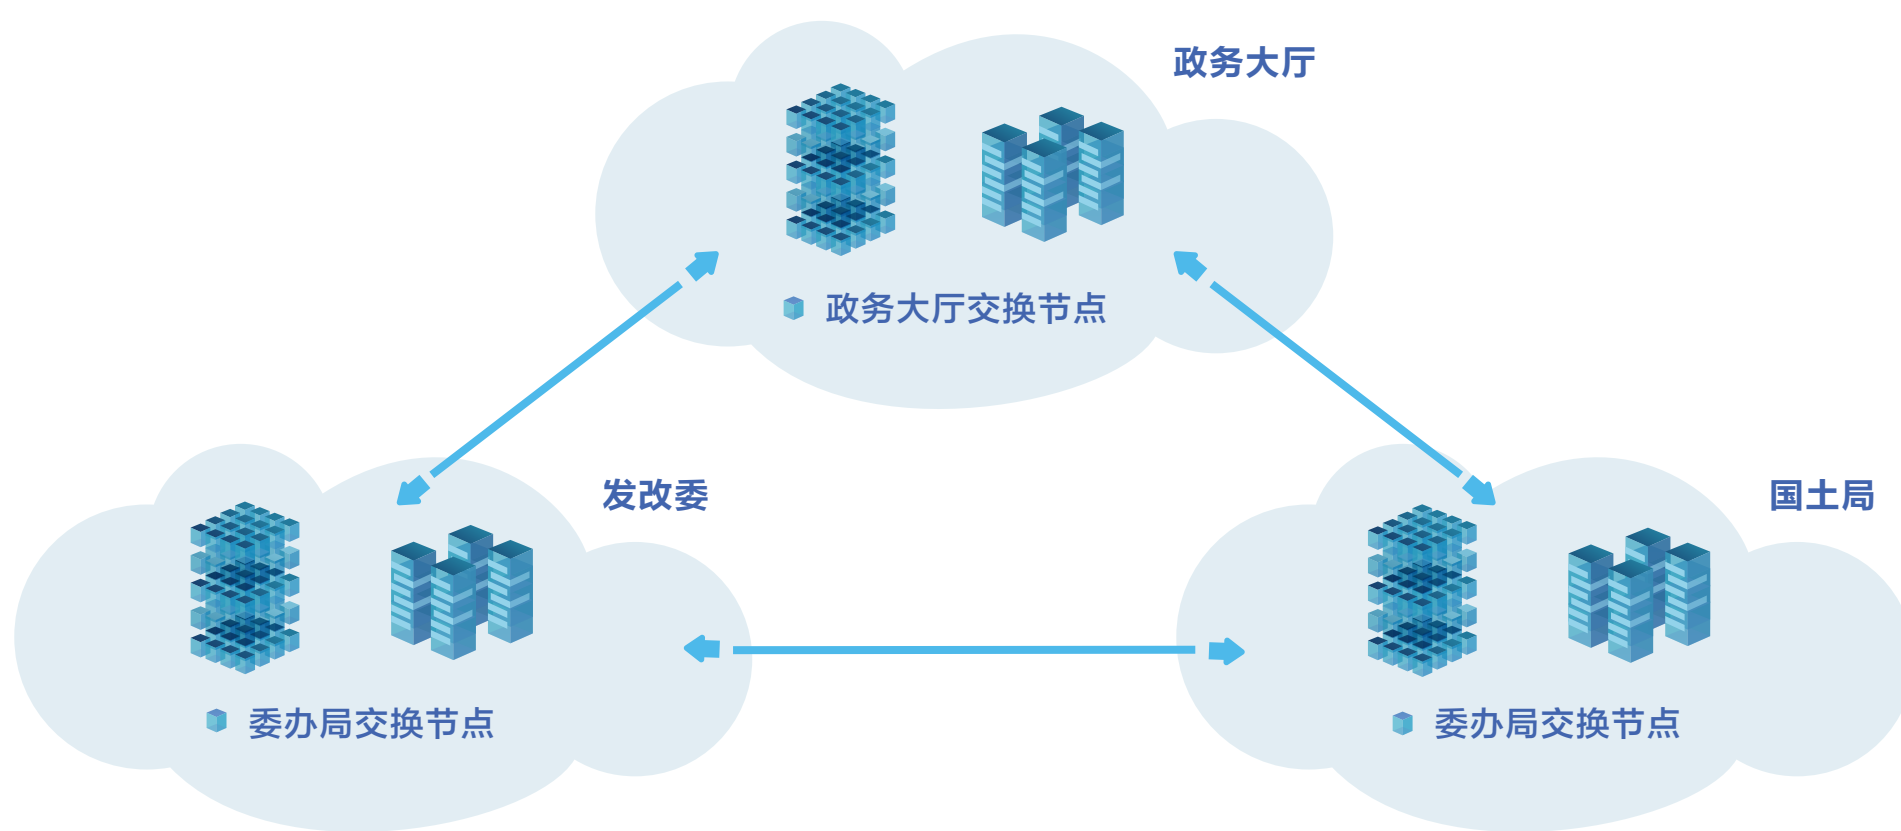 政务大厅
政务大厅交换节点
发改委
国土局
委办局交换节点
委办局交换节点